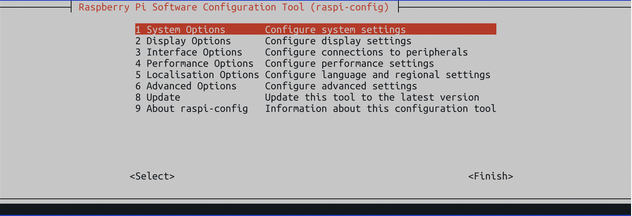 Raspberry Pi Software Configuration Tool (raspi-config)
1 System Options Configure system settings
2 Display Options Configure display settings
3 Interface Options Configure connections to peripherals
4 Performance Options Configure performance settings
5 Localisation Options Configure language and regional settings
6 Advanced Options Configure advanced settings
8 Update Update this tool to the latest version
9 About raspi-config Information about this configuration tool
<Select> <Finish>